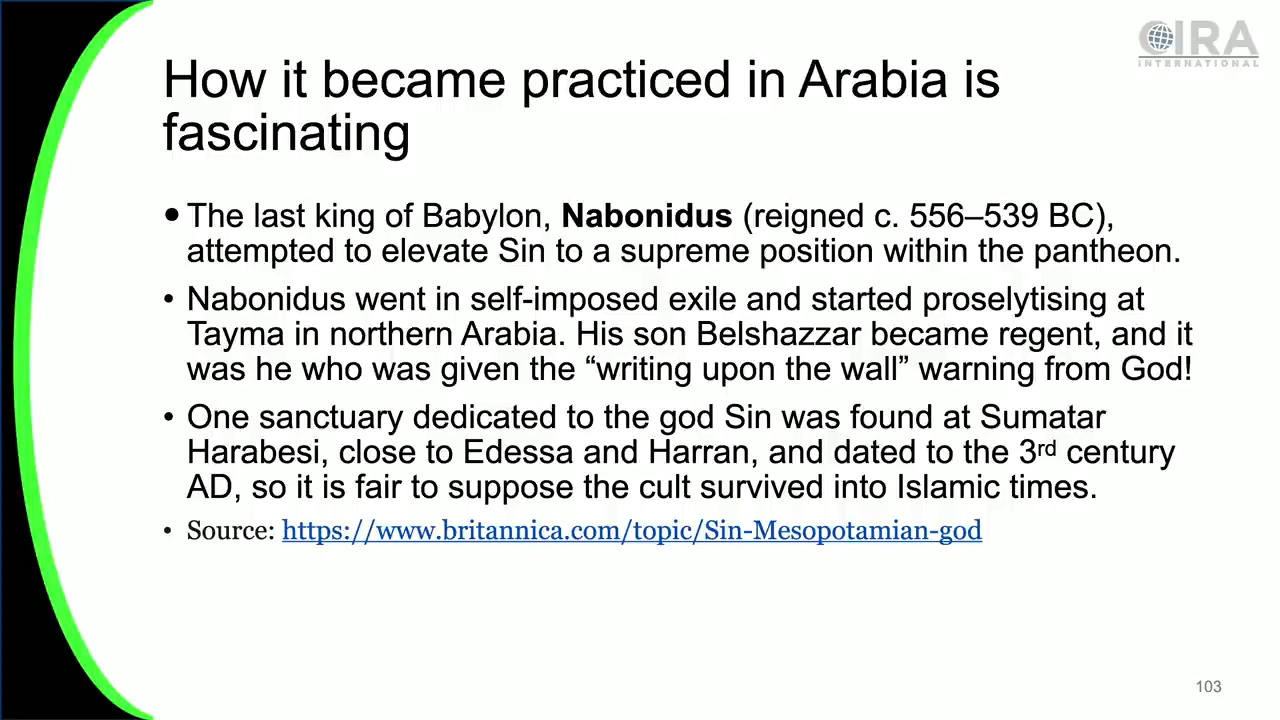 CIRA
INTERNATIONAL
How it became practiced in Arabia is
fascinating
• The last king of Babylon, Nabonidus (reigned c. 556–539 BC),
attempted to elevate Sin to a supreme position within the pantheon.
• Nabonidus went in self-imposed exile and started proselytising at
Tayma in northern Arabia. His son Belshazzar became regent, and it
was he who was given the “writing upon the wall” warning from God!
• One sanctuary dedicated to the god Sin was found at Sumatar
Harabesi, close to Edessa and Harran, and dated to the 3rd century
AD, so it is fair to suppose the cult survived into Islamic times.
• Source: https://www.britannica.com/topic/Sin-Mesopotamian-god
103